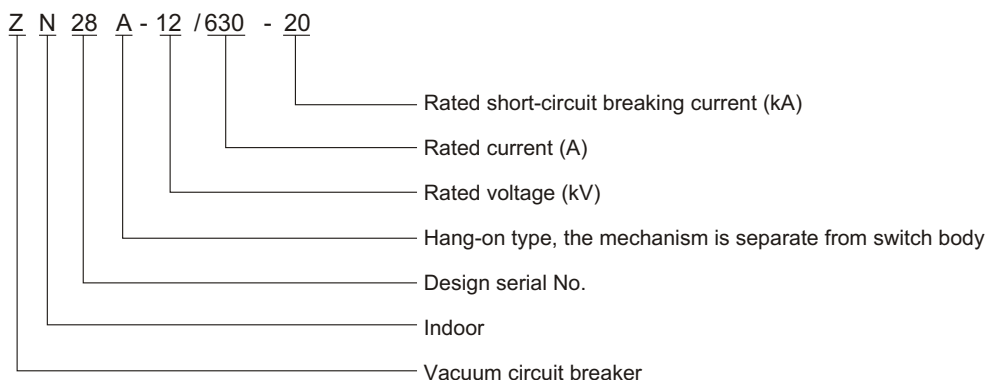 Z N 28 A - 12 / 630 - 20
Rated short-circuit breaking current (kA)
Rated current (A)
Rated voltage (kV)
Hang-on type, the mechanism is separate from switch body
Design serial No.
Indoor
Vacuum circuit breaker